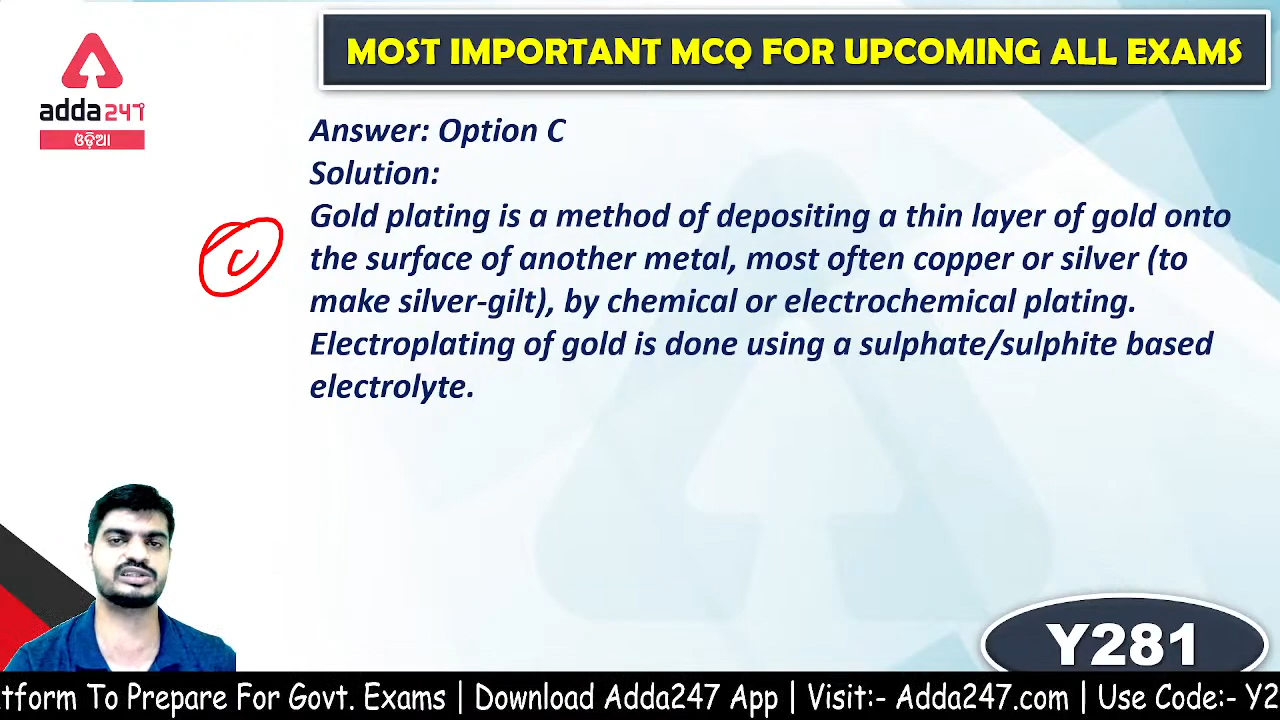 MOST IMPORTANT MCQ FOR UPCOMING ALL EXAMS
adda247
ଓଡ଼ିଆ
Answer: Option C
Solution:
Gold plating is a method of depositing a thin layer of gold onto
the surface of another metal, most often copper or silver (to
make silver-gilt), by chemical or electrochemical plating.
Electroplating of gold is done using a sulphate/sulphite based
electrolyte.
C
Y281
tform To Prepare For Govt. Exams | Download Adda247 App | Visit:- Adda247.com | Use Code:- Y2